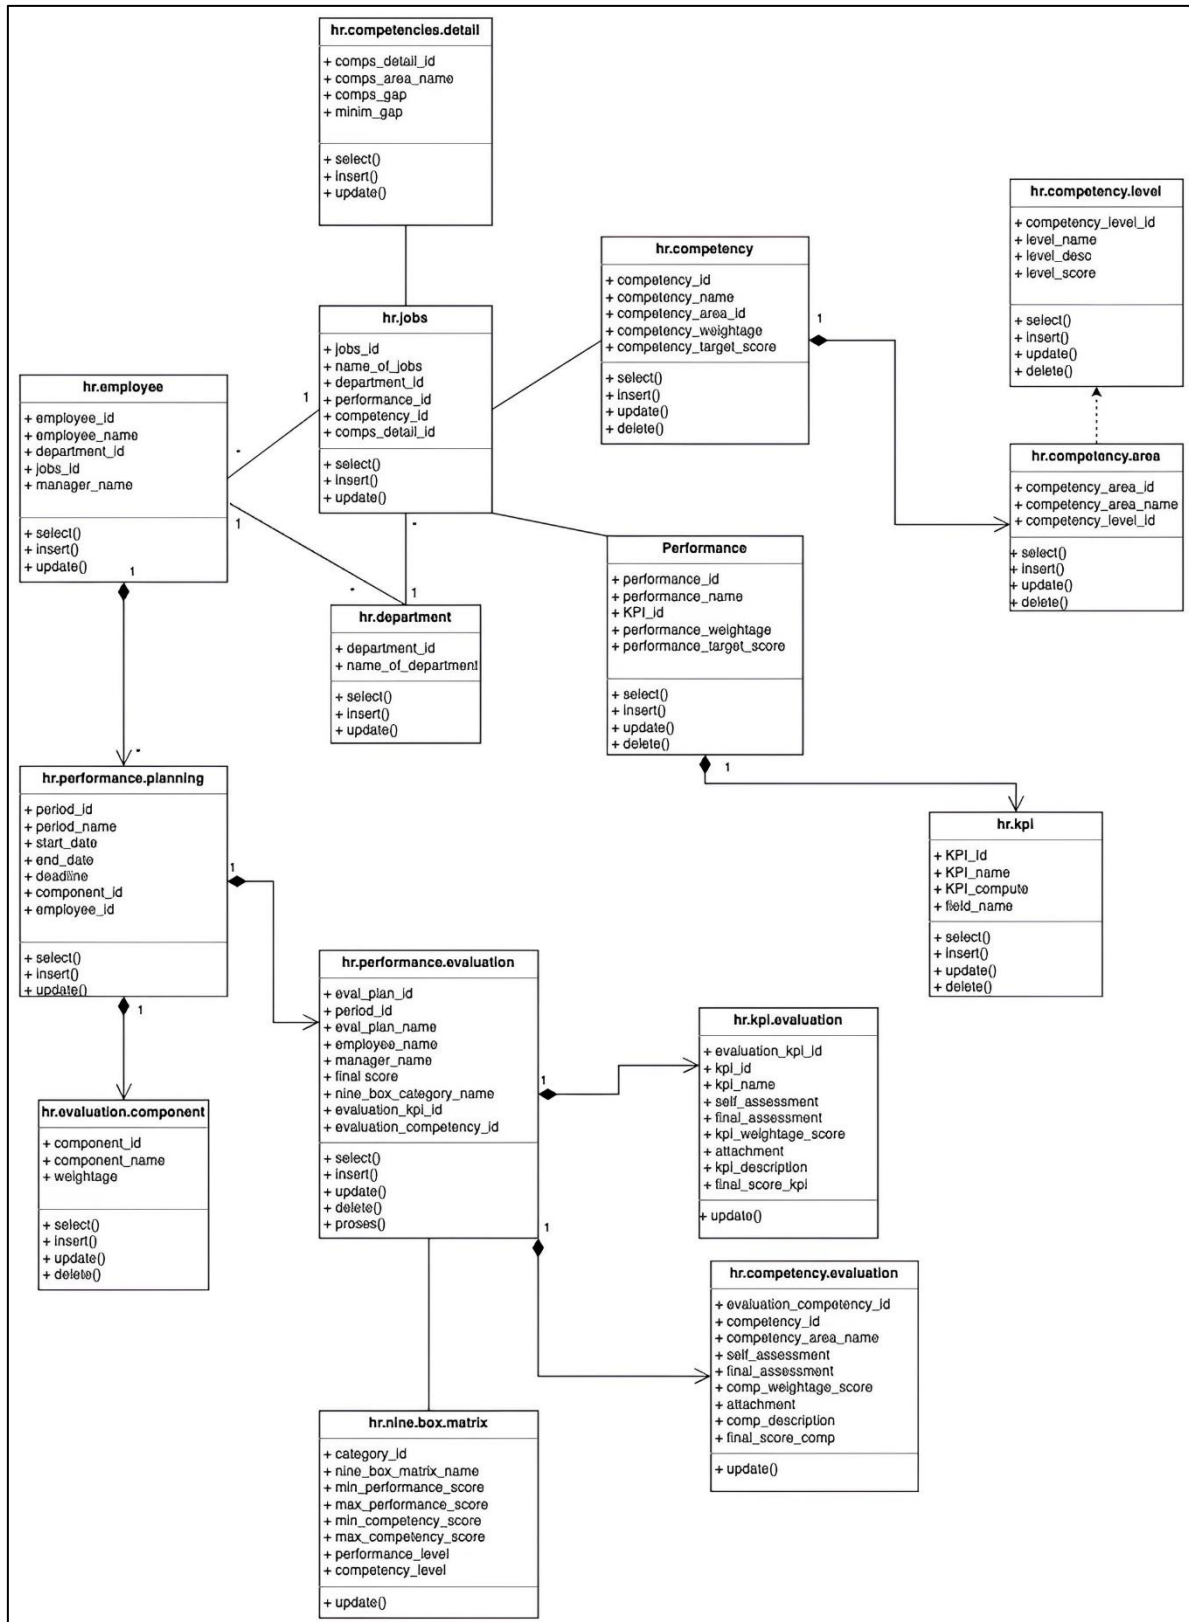 hr.competencies.detail
+ comps_detail_id
+ comps_area_name
+ comps_gap
+ minim_gap
+ select()
+ insert()
+ update()
hr.competency.level
+ competency_level_id
+ level_name
+ level_desc
+ level_score
+ select()
+ insert()
+ update()
+ delete()
hr.competency
+ competency_id
+ competency_name
+ competency_area_id
+ competency_weightage
+ competency_target_score
+ select()
+ insert()
+ update()
+ delete()
1
hr.jobs
+ jobs_id
+ name_of_jobs
+ department_id
+ performance_id
+ competency_id
+ comps_detail_id
+ select()
+ insert()
+ update()
1
*
*
1
hr.employee
+ employee_id
+ employee_name
+ department_id
+ jobs_id
+ manager_name
+ select()
+ insert()
+ update()
1
1
*
*
hr.competency.area
+ competency_area_id
+ competency_area_name
+ competency_level_id
+ select()
+ insert()
+ update()
+ delete()
Performance
+ performance_id
+ performance_name
+ KPI_id
+ performance_weightage
+ performance_target_score
+ select()
+ insert()
+ update()
+ delete()
1
hr.department
+ department_id
+ name_of_department
+ select()
+ insert()
+ update()
hr.performance.planning
+ period_id
+ period_name
+ start_date
+ end_date
+ deadline
+ component_id
+ employee_id
+ select()
+ insert()
+ update()
1
1
hr.kpi
+ KPI_Id
+ KPI_name
+ KPI_compute
+ field_name
+ select()
+ insert()
+ update()
+ delete()
hr.performance.evaluation
+ eval_plan_id
+ period_id
+ eval_plan_name
+ employee_name
+ manager_name
+ final score
+ nine_box_category_name
+ evaluation_kpi_id
+ evaluation_competency_id
+ select()
+ insert()
+ update()
+ delete()
+ proses()
1
1
hr.kpi.evaluation
+ evaluation_kpi_id
+ kpi_id
+ kpi_name
+ self_assessment
+ final_assessment
+ kpi_weightage_score
+ attachment
+ kpi_description
+ final_score_kpi
+ update()
hr.evaluation.component
+ component_id
+ component_name
+ weightage
+ select()
+ insert()
+ update()
+ delete()
hr.competency.evaluation
+ evaluation_competency_id
+ competency_id
+ competency_area_name
+ self_assessment
+ final_assessment
+ comp_weightage_score
+ attachment
+ comp_description
+ final_score_comp
+ update()
hr.nine.box.matrix
+ category_id
+ nine_box_matrix_name
+ min_performance_score
+ max_performance_score
+ min_competency_score
+ max_competency_score
+ performance_level
+ competency_level
+ update()